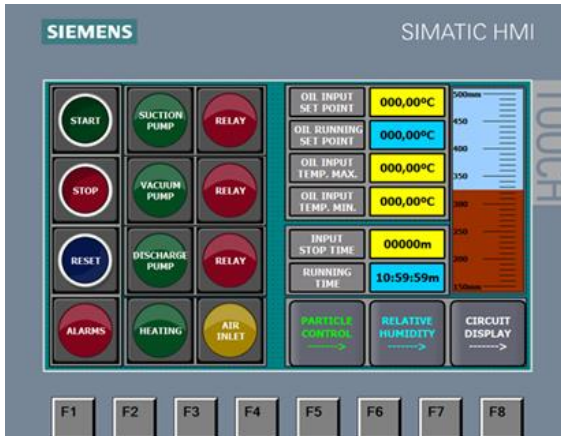 SIEMENS
SIMATIC HMI
TOUCH
START
SUCTION
PUMP
RELAY
STOP
VACUUM
PUMP
RELAY
RESET
DISCHARGE
PUMP
RELAY
ALARMS
HEATING
AIR
INLET
OIL INPUT
SET POINT
000,00ºC
OIL RUNNING
SET POINT
000,00ºC
OIL INPUT
TEMP. MAX.
000,00ºC
OIL INPUT
TEMP. MIN.
000,00ºC
INPUT
STOP TIME
00000m
RUNNING
TIME
10:59:59m
500mm
450
400
350
300
200
150mm
PARTICLE
CONTROL
------>
RELATIVE
HUMIDITY
------>
CIRCUIT
DISPLAY
------>
F1
F2
F3
F4
F5
F6
F7
F8